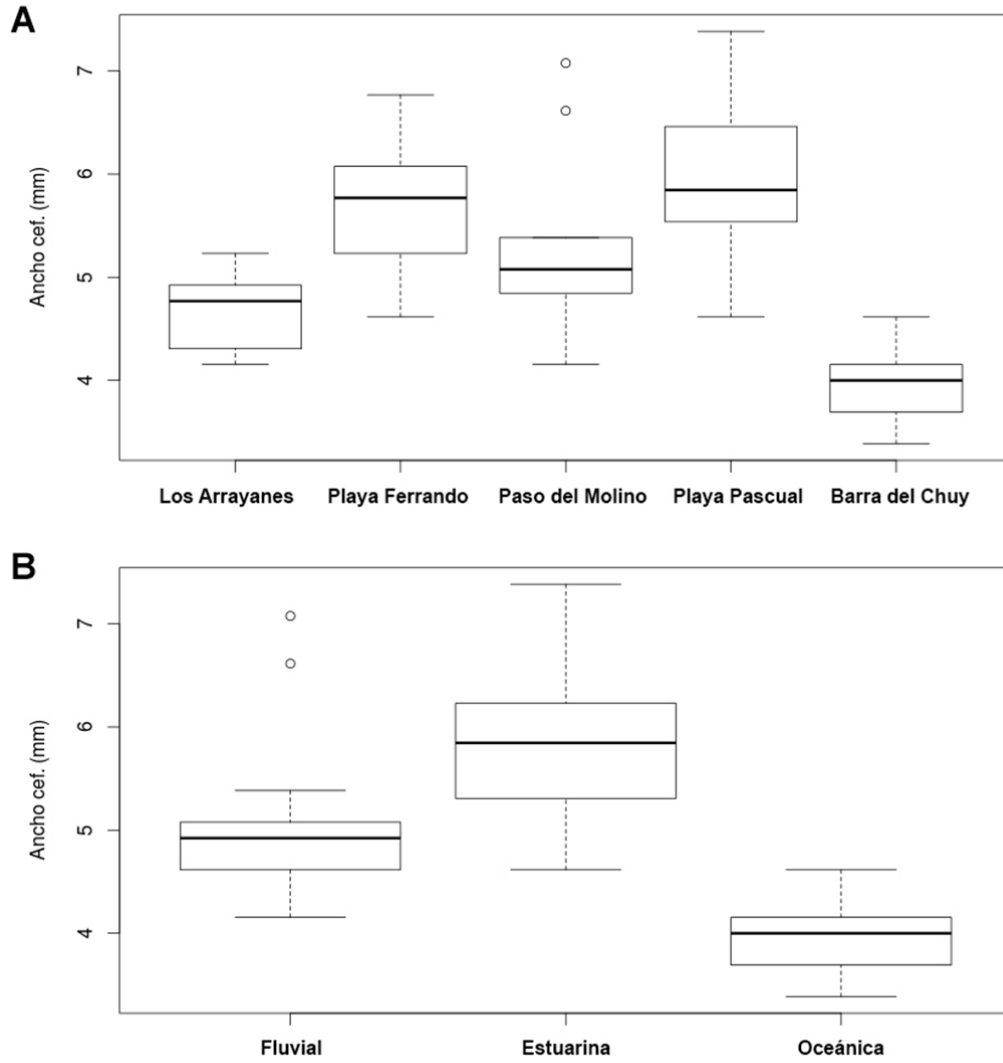 A
Ancho cef. (mm)
7
6
5
4
Los Arrayanes Playa Ferrando Paso del Molino Playa Pascual Barra del Chuy
B
Ancho cef. (mm)
7
6
5
4
Fluvial Estuarina Oceánica